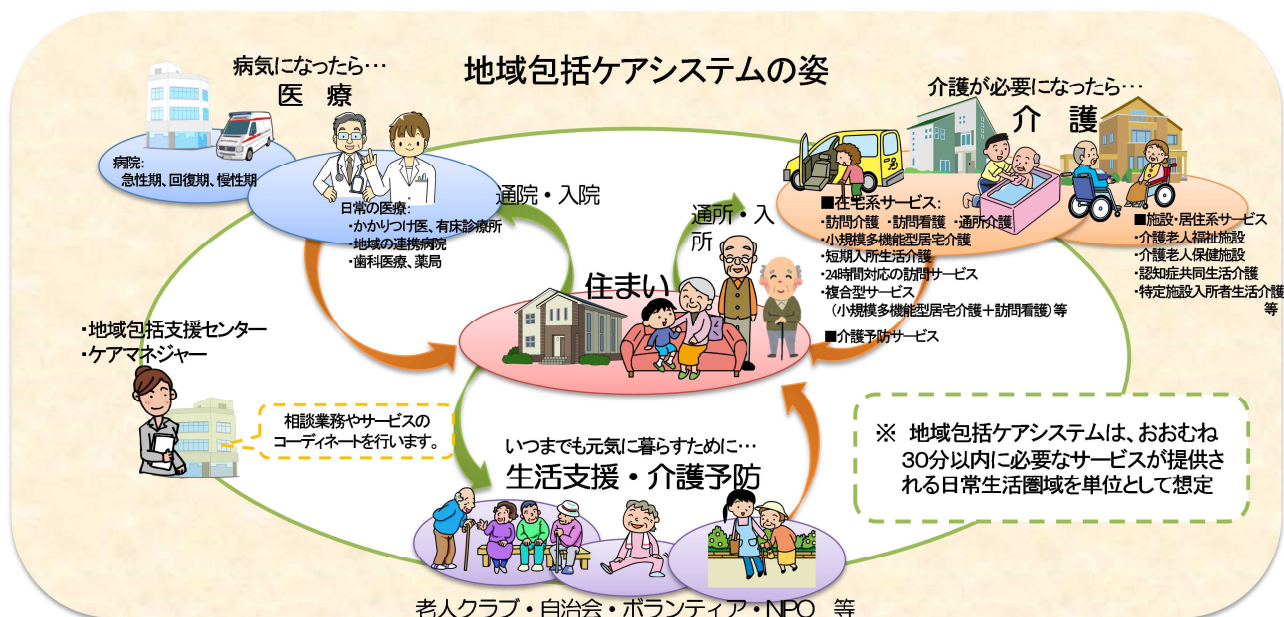 地域包括ケアシステムの姿
病気になったら…
医 療
病院:
急性期、回復期、慢性期
日常の医療:
・かかりつけ医、有床診療所
・地域の連携病院
・歯科医療、薬局
通院・入院
通所・入
所
介護が必要になったら…
介 護
■在宅系サービス:
・訪問介護 ・訪問看護 ・通所介護
・小規模多機能型居宅介護
・短期入所生活介護
・24時間対応の訪問サービス
・複合型サービス
(小規模多機能型居宅介護+訪問看護)等
■介護予防サービス
■施設・居住系サービス
・介護老人福祉施設
・介護老人保健施設
・認知症共同生活介護
・特定施設入所者生活介護
等
住まい
・地域包括支援センター
・ケアマネジャー
相談業務やサービスの
コーディネートを行います。
いつまでも元気に暮らすために…
生活支援・介護予防
老人クラブ・自治会・ボランティア・NPO 等
※ 地域包括ケアシステムは、おおむね
30分以内に必要なサービスが提供さ
れる日常生活圏域を単位として想定